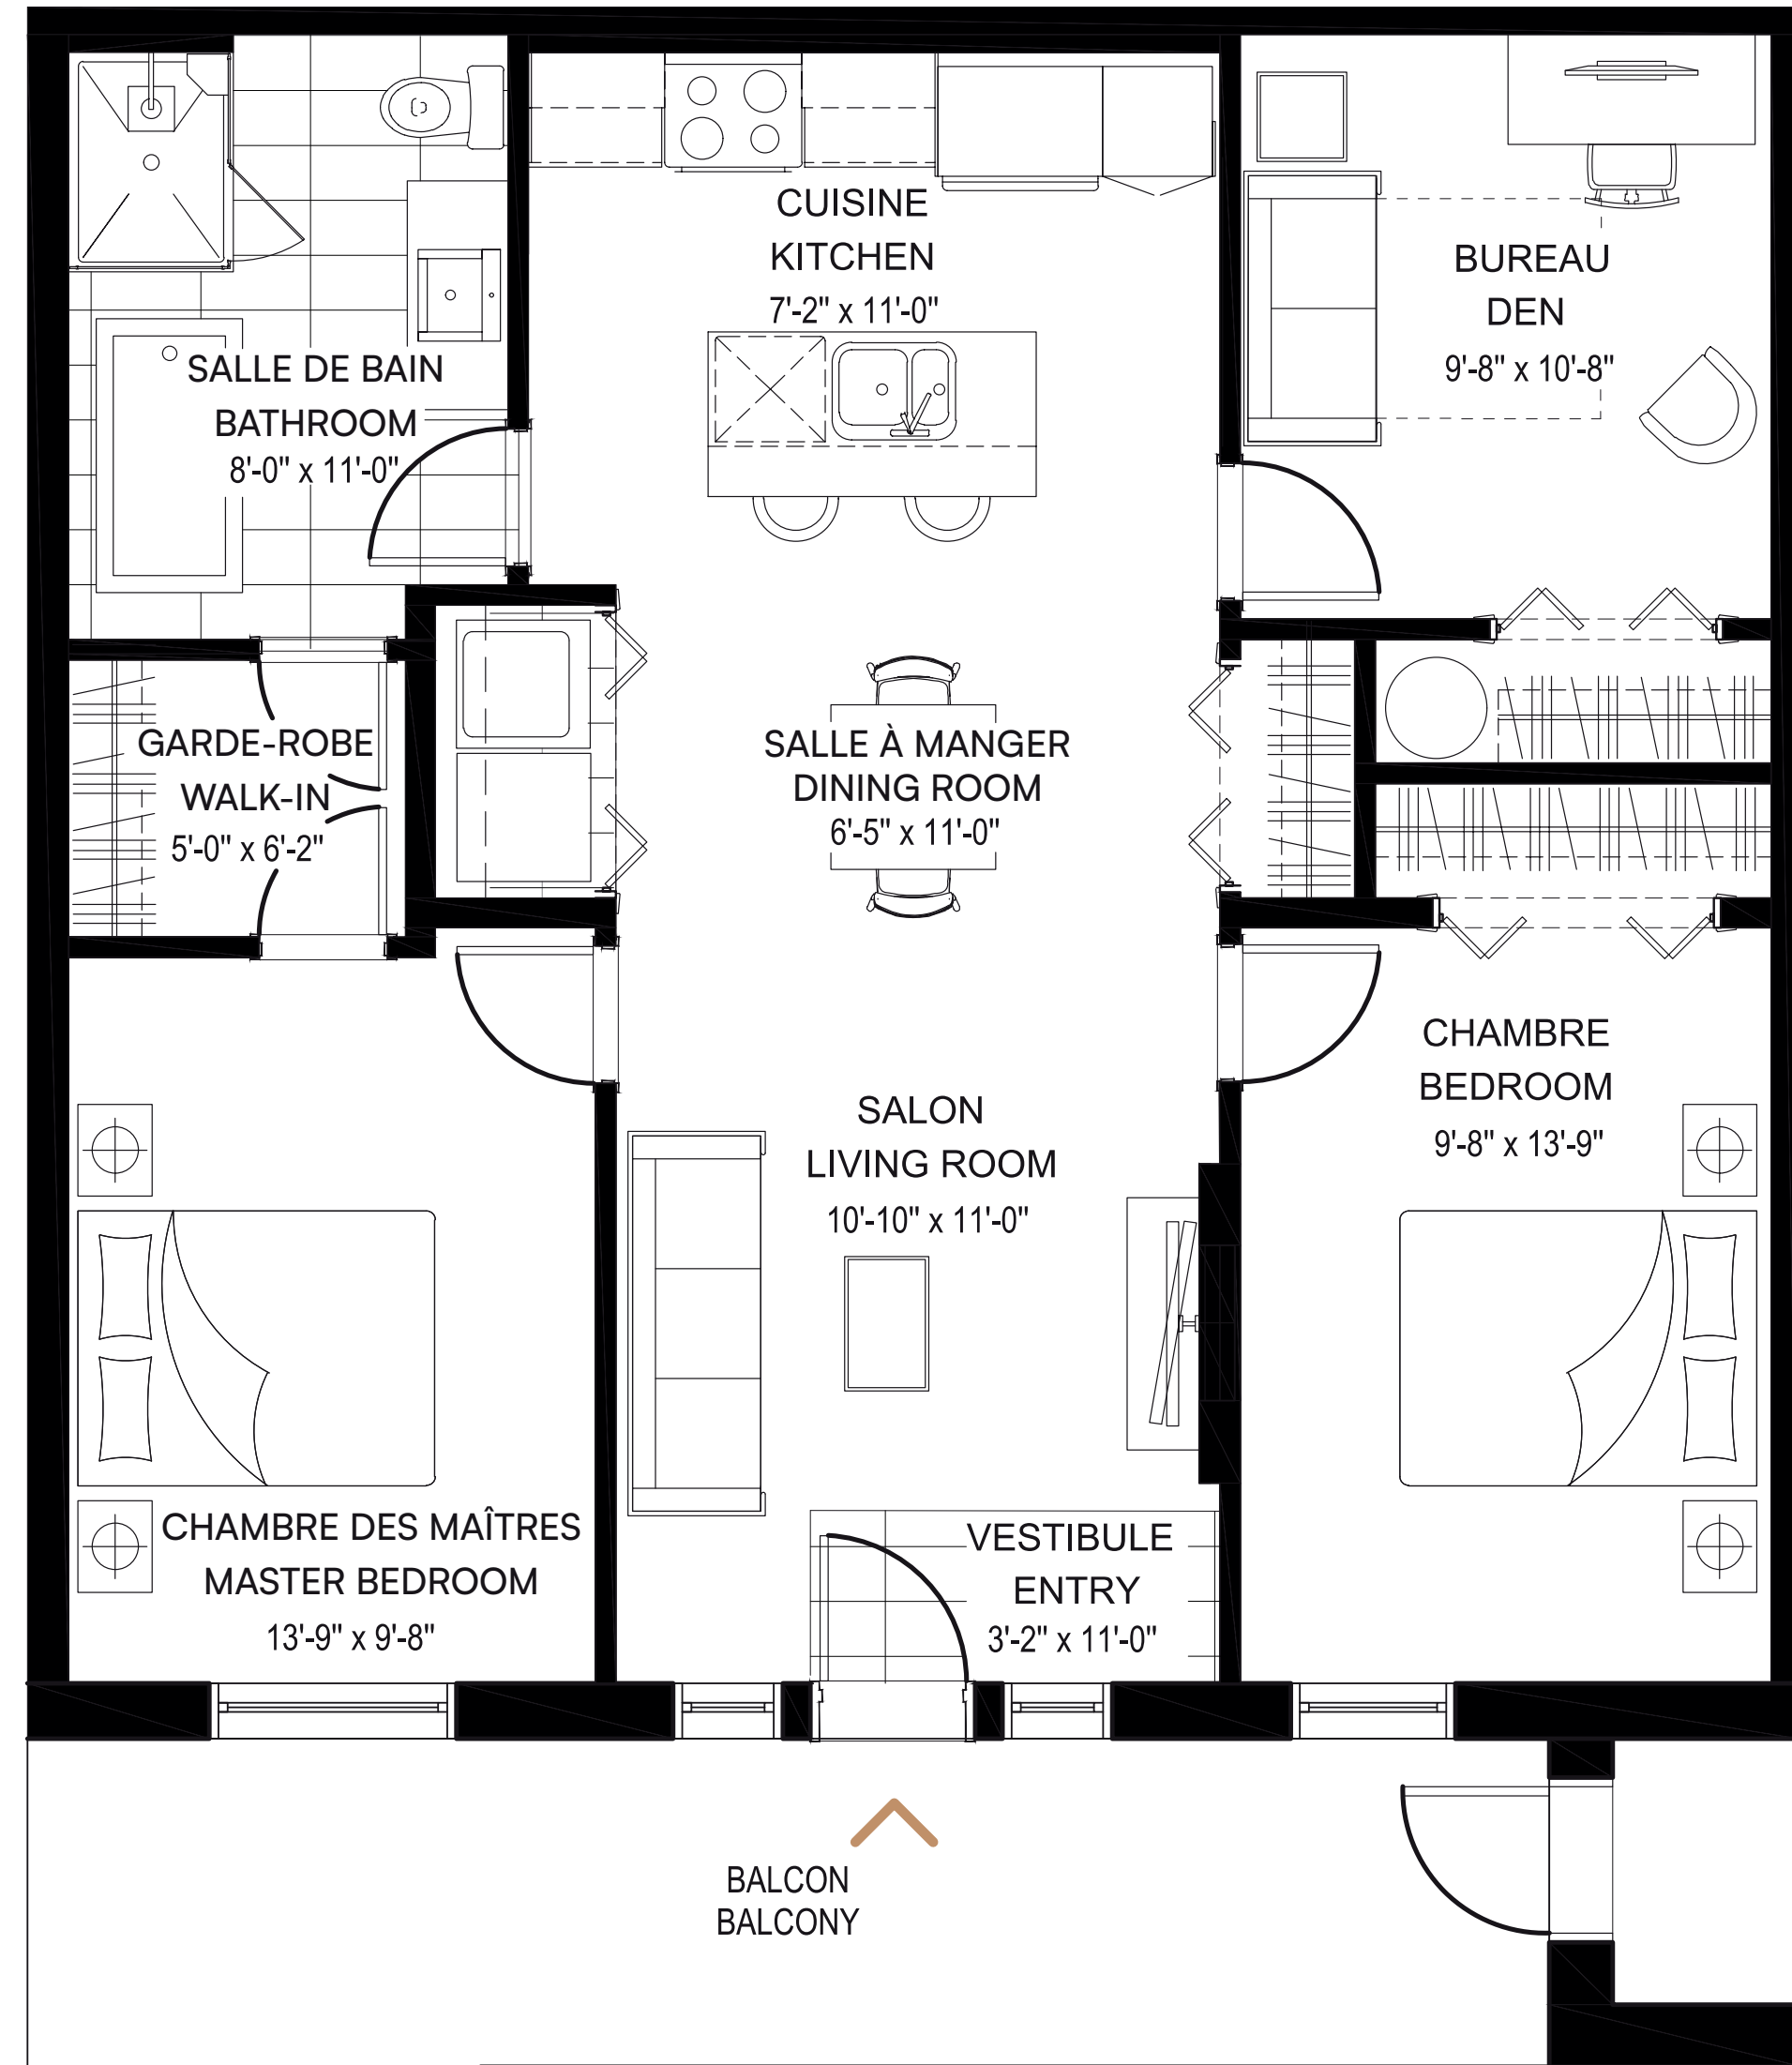 CUISINE
KITCHEN
7'-2" x 11'-0"
BUREAU
DEN
9'-8" x 10'-8"
SALLE DE BAIN
BATHROOM
8'-0" x 11'-0"
GARDE-ROBE
WALK-IN
5'-0" x 6'-2"
SALLE À MANGER
DINING ROOM
6'-5" x 11'-0"
CHAMBRE
BEDROOM
9'-8" x 13'-9"
SALON
LIVING ROOM
10'-10" x 11'-0"
CHAMBRE DES MAÎTRES
MASTER BEDROOM
13'-9" x 9'-8"
VESTIBULE
ENTRY
3'-2" x 11'-0"
BALCON
BALCONY